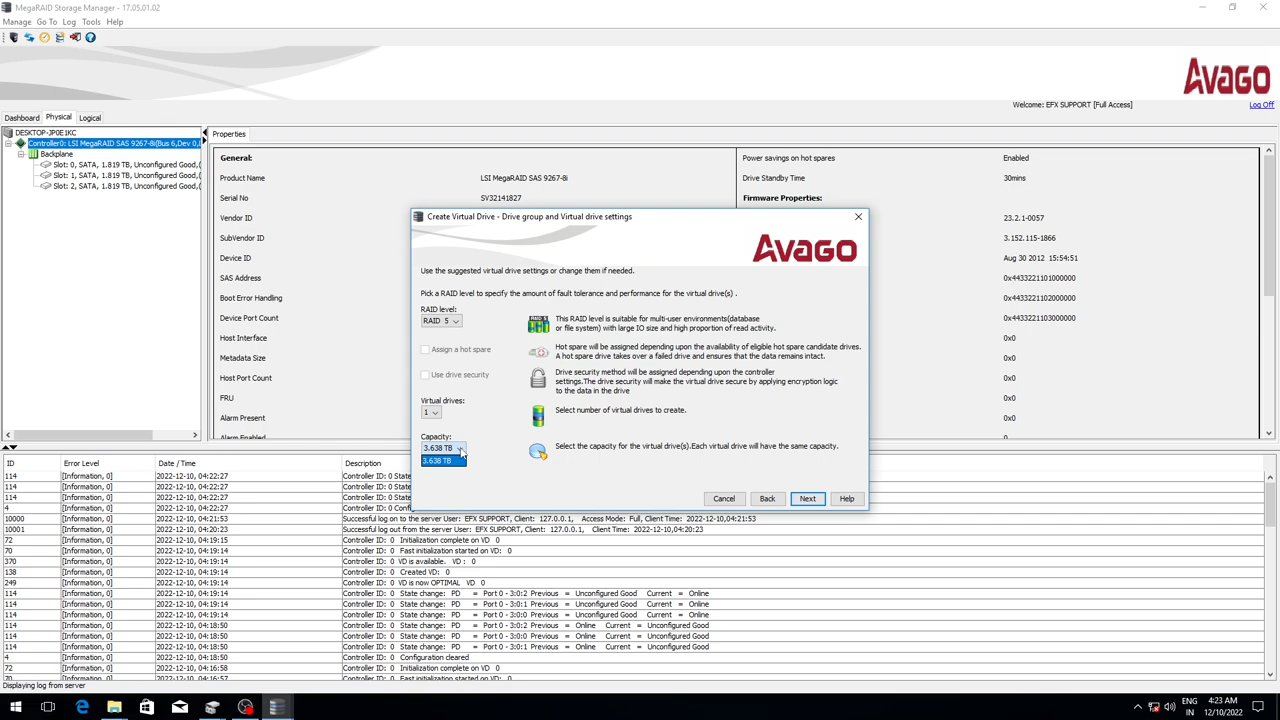 MegaRAID Storage Manager - 17.05.01.02
Manage Go To Log Tools Help
AVAGO
Welcome: EFX SUPPORT [Full Access]
Log Off
Dashboard Physical Logical
DESKTOP-JP0E1KC
Controller0: LSI MegaRAID SAS 9267-8i(Bus 6,Dev 0,
Backplane
Slot: 0, SATA, 1.819 TB, Unconfigured Good,(
Slot: 1, SATA, 1.819 TB, Unconfigured Good,(
Slot: 2, SATA, 1.819 TB, Unconfigured Good,(
Properties
General:
Product Name LSI MegaRAID SAS 9267-8i
Serial No SV32141827
Vendor ID
SubVendor ID
Device ID
SAS Address
Boot Error Handling
Device Port Count
Host Interface
Metadata Size
Host Port Count
FRU
Alarm Present
Alarm Enabled
Power savings on hot spares Enabled
Drive Standby Time 30mins
Firmware Properties:
23.2.1-0057
3.152.115-1866
Aug 30 2012 15:54:51
0x4433221101000000
0x4433221102000000
0x4433221103000000
0x0
0x0
0x0
0x0
0x0
Create Virtual Drive - Drive group and Virtual drive settings
AVAGO
Use the suggested virtual drive settings or change them if needed.
Pick a RAID level to specify the amount of fault tolerance and performance for the virtual drive(s) .
RAID level:
RAID 5
This RAID level is suitable for multi-user environments(database
or file system) with large IO size and high proportion of read activity.
Assign a hot spare
Hot spare will be assigned depending upon the availability of eligible hot spare candidate drives.
A hot spare drive takes over a failed drive and ensures that the data remains intact.
Use drive security
Drive security method will be assigned depending upon the controller
settings.The drive security will make the virtual drive secure by applying encryption logic
to the data in the drive
Virtual drives:
1
Select number of virtual drives to create.
Capacity:
3.638 TB
3.638 TB
Select the capacity for the virtual drive(s).Each virtual drive will have the same capacity.
Cancel Back Next Help
ID Error Level Date / Time Description
114 [Information, 0] 2022-12-10, 04:22:27 Controller ID: 0 State
114 [Information, 0] 2022-12-10, 04:22:27 Controller ID: 0 State
114 [Information, 0] 2022-12-10, 04:22:27 Controller ID: 0 State
4 [Information, 0] 2022-12-10, 04:22:27 Controller ID: 0 Confi
10000 [Information, 0] 2022-12-10, 04:21:53 Successful log on to the server User: EFX SUPPORT, Client: 127.0.0.1, Access Mode: Full, Client Time: 2022-12-10,04:21:53
10001 [Information, 0] 2022-12-10, 04:20:23 Successful log out from the server User: EFX SUPPORT, Client: 127.0.0.1, Client Time: 2022-12-10,04:20:23
72 [Information, 0] 2022-12-10, 04:19:15 Controller ID: 0 Initialization complete on VD 0
70 [Information, 0] 2022-12-10, 04:19:14 Controller ID: 0 Fast initialization started on VD: 0
370 [Information, 0] 2022-12-10, 04:19:14 Controller ID: 0 VD is available. VD : 0
138 [Information, 0] 2022-12-10, 04:19:14 Controller ID: 0 Created VD: 0
249 [Information, 0] 2022-12-10, 04:19:14 Controller ID: 0 VD is now OPTIMAL VD 0
114 [Information, 0] 2022-12-10, 04:19:14 Controller ID: 0 State change: PD = Port 0 - 3:0:2 Previous = Unconfigured Good Current = Online
114 [Information, 0] 2022-12-10, 04:19:14 Controller ID: 0 State change: PD = Port 0 - 3:0:1 Previous = Unconfigured Good Current = Online
114 [Information, 0] 2022-12-10, 04:19:14 Controller ID: 0 State change: PD = Port 0 - 3:0:0 Previous = Unconfigured Good Current = Online
114 [Information, 0] 2022-12-10, 04:18:50 Controller ID: 0 State change: PD = Port 0 - 3:0:2 Previous = Online Current = Unconfigured Good
114 [Information, 0] 2022-12-10, 04:18:50 Controller ID: 0 State change: PD = Port 0 - 3:0:0 Previous = Online Current = Unconfigured Good
114 [Information, 0] 2022-12-10, 04:18:50 Controller ID: 0 State change: PD = Port 0 - 3:0:1 Previous = Online Current = Unconfigured Good
4 [Information, 0] 2022-12-10, 04:18:50 Controller ID: 0 Configuration cleared
72 [Information, 0] 2022-12-10, 04:16:58 Controller ID: 0 Initialization complete on VD 0
70 [Information, 0] 2022-12-10, 04:16:57 Controller ID: 0 Fast initialization started on VD: 0
Displaying log from server
ENG
IN
4:23 AM
12/10/2022